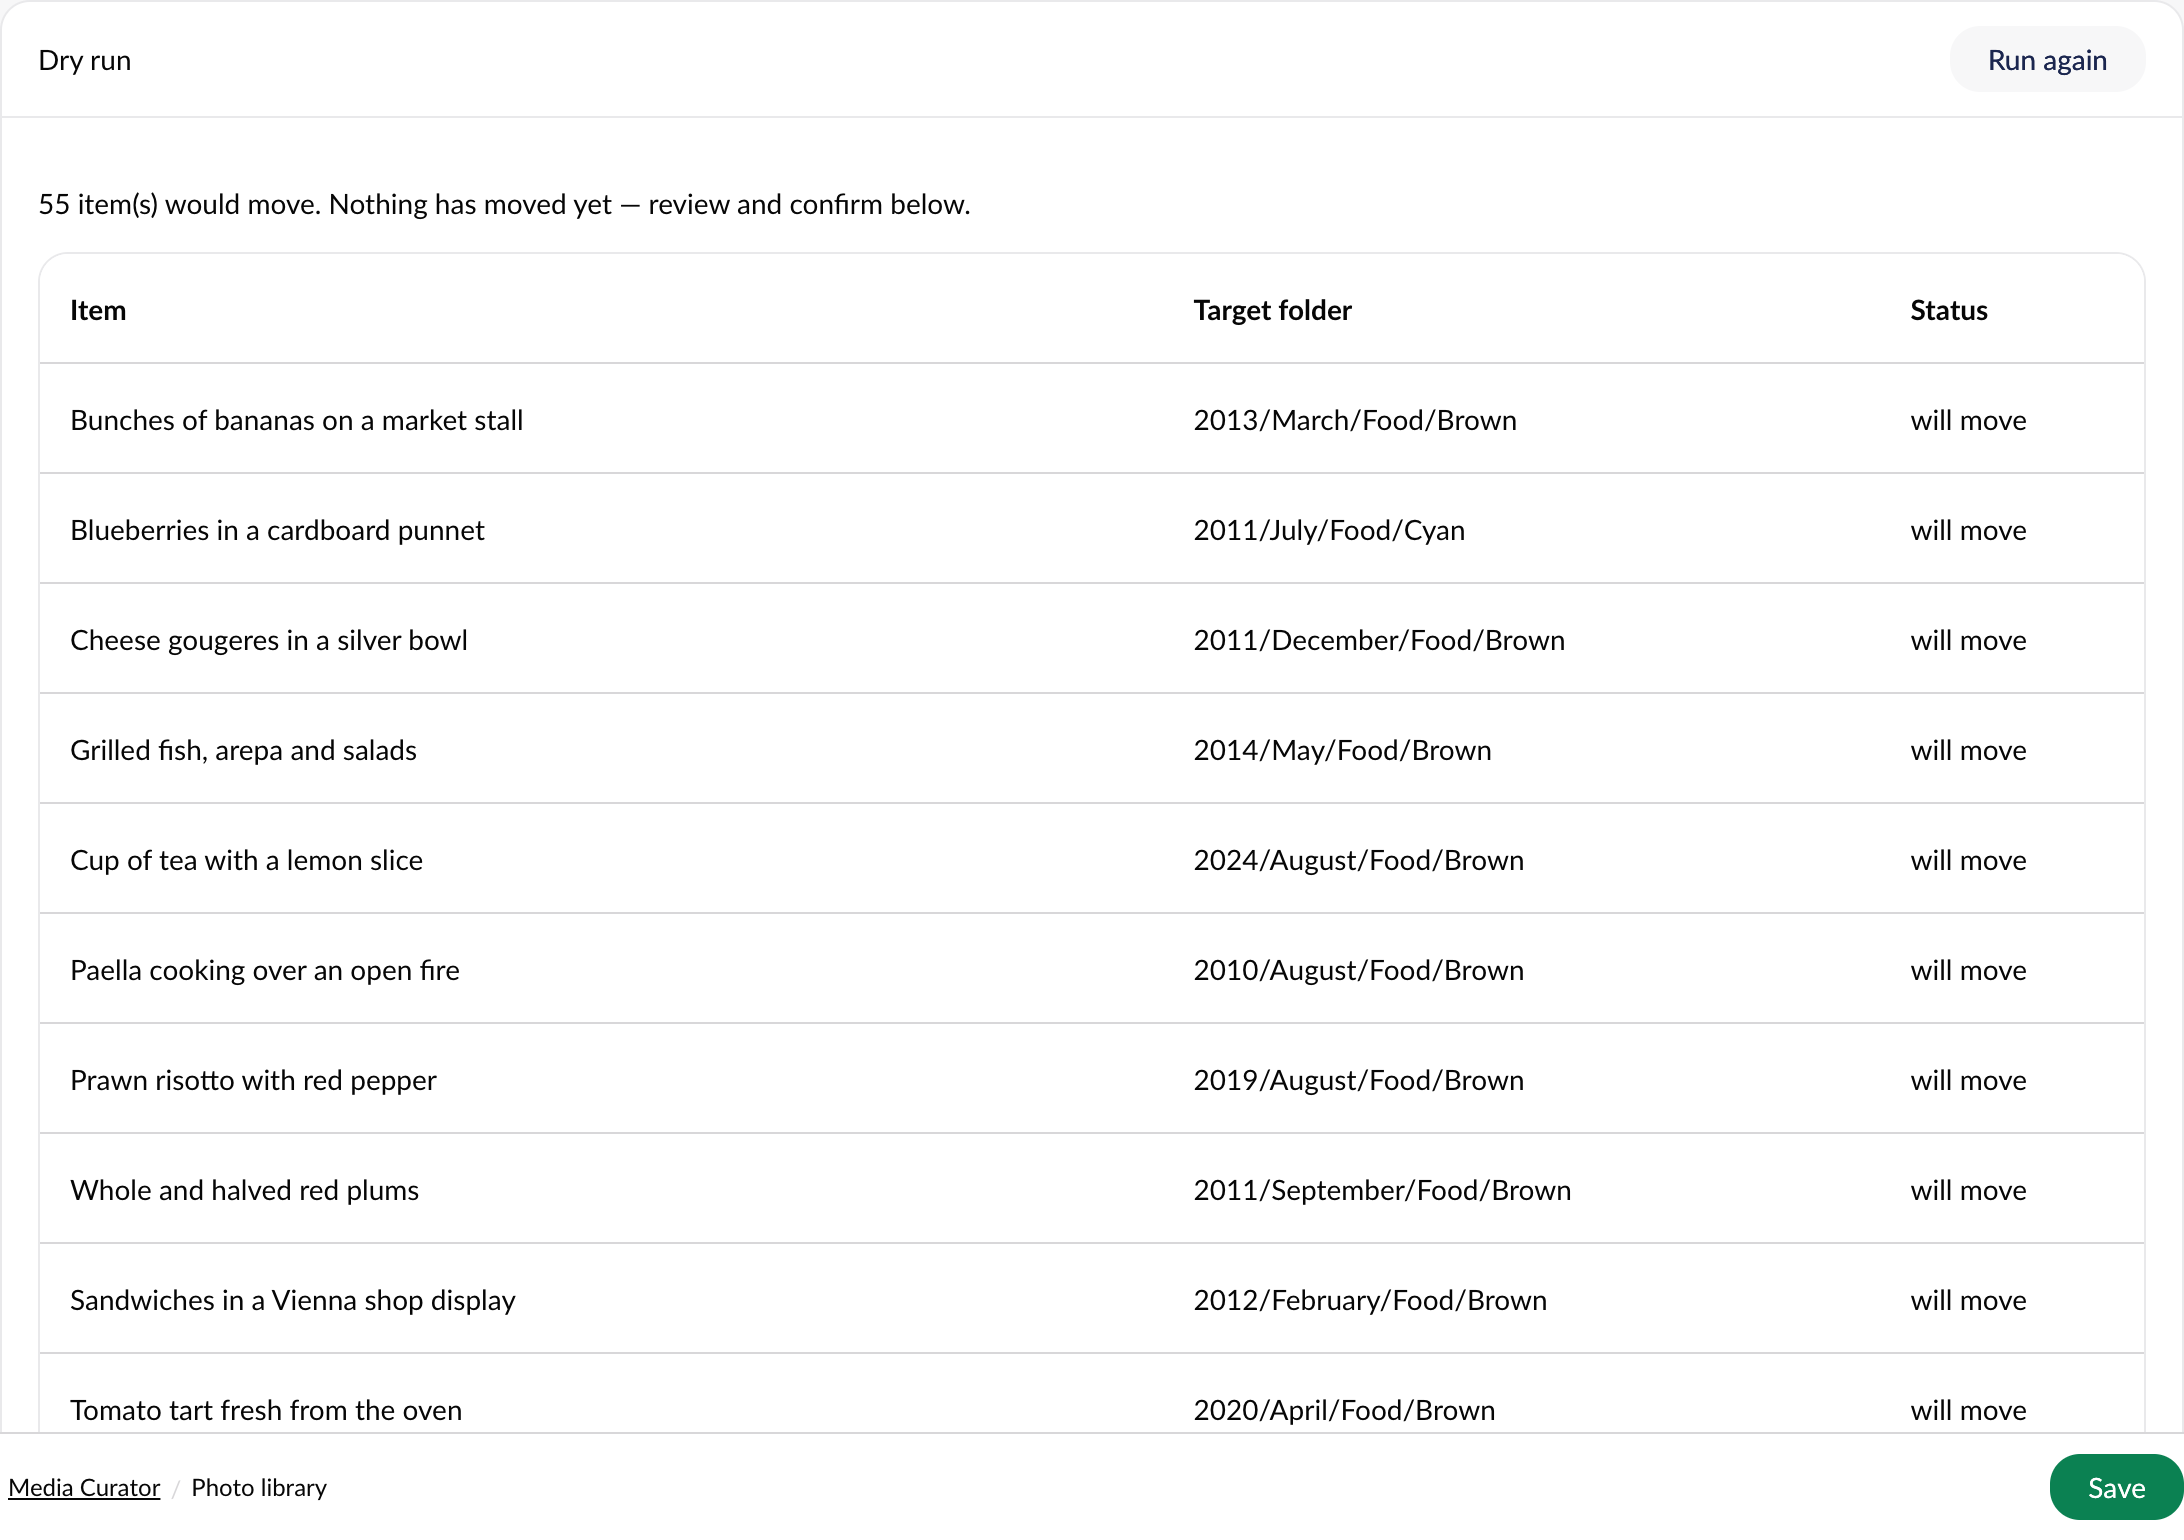 Dry run
Run again
55 item(s) would move. Nothing has moved yet — review and confirm below.
Item Target folder Status
Bunches of bananas on a market stall 2013/March/Food/Brown will move
Blueberries in a cardboard punnet 2011/July/Food/Cyan will move
Cheese gougeres in a silver bowl 2011/December/Food/Brown will move
Grilled fish, arepa and salads 2014/May/Food/Brown will move
Cup of tea with a lemon slice 2024/August/Food/Brown will move
Paella cooking over an open fire 2010/August/Food/Brown will move
Prawn risotto with red pepper 2019/August/Food/Brown will move
Whole and halved red plums 2011/September/Food/Brown will move
Sandwiches in a Vienna shop display 2012/February/Food/Brown will move
Tomato tart fresh from the oven 2020/April/Food/Brown will move
Media Curator / Photo library
Save